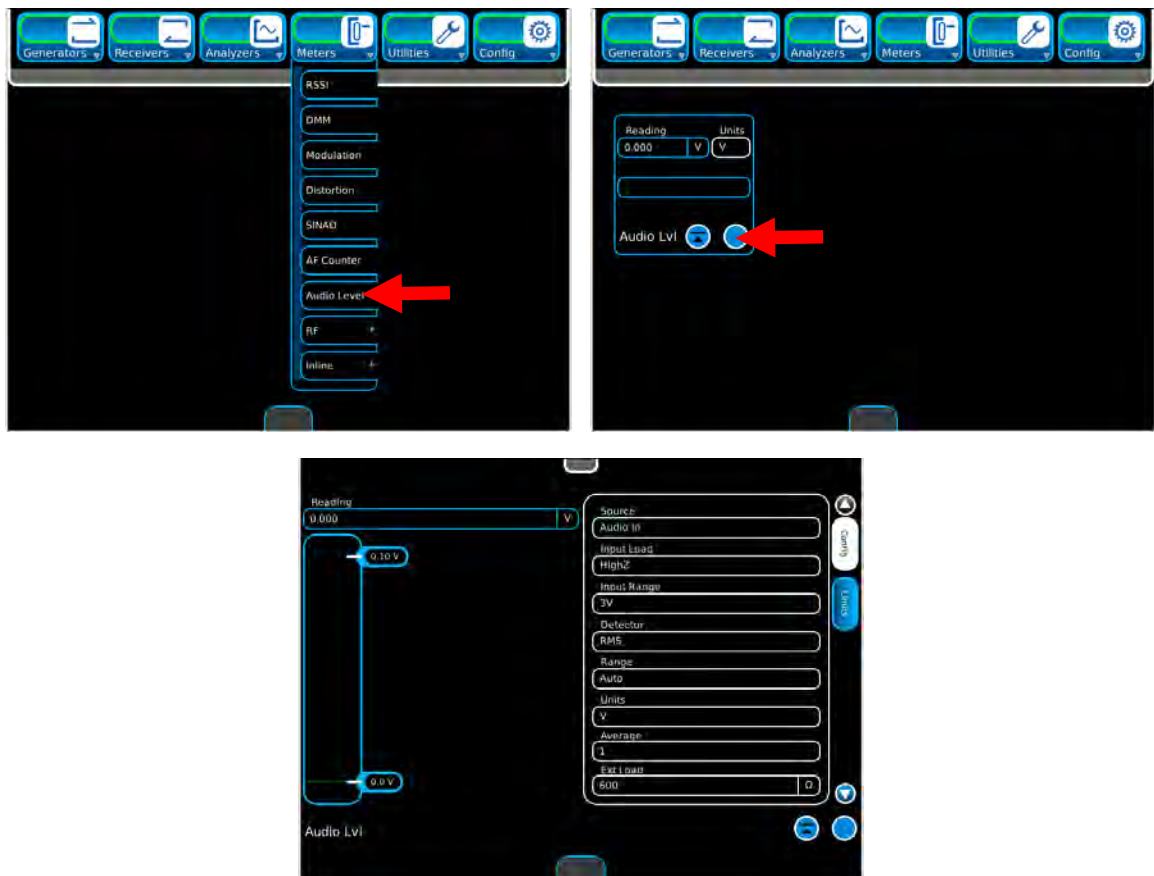 Generators Receivers Analyzers Meters Utilities Config
RSSI
DMM
Modulation
Distortion
SINAD
AF Counter
Audio Level
RF +
Inline +
Generators Receivers Analyzers Meters Utilities Config
Reading Units
0.000 V V
Audio Lvl
Reading
0.000 V
0.10 V
0.0 V
Audio Lvl
Source
Audio In
Input Load
HighZ
Input Range
3V
Detector
RMS
Range
Auto
Units
V
Average
1
Ext Load
600 Ω
Config
Limits